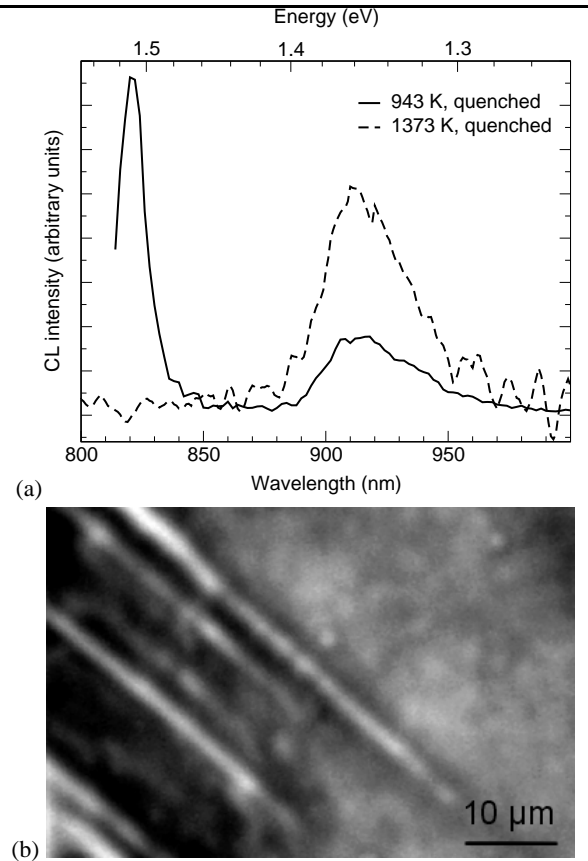 Energy (eV)
1.5 1.4 1.3
943 K, quenched
1373 K, quenched
CL intensity (arbitrary units)
800 850 900 950
Wavelength (nm)
(a)
10 µm
(b)